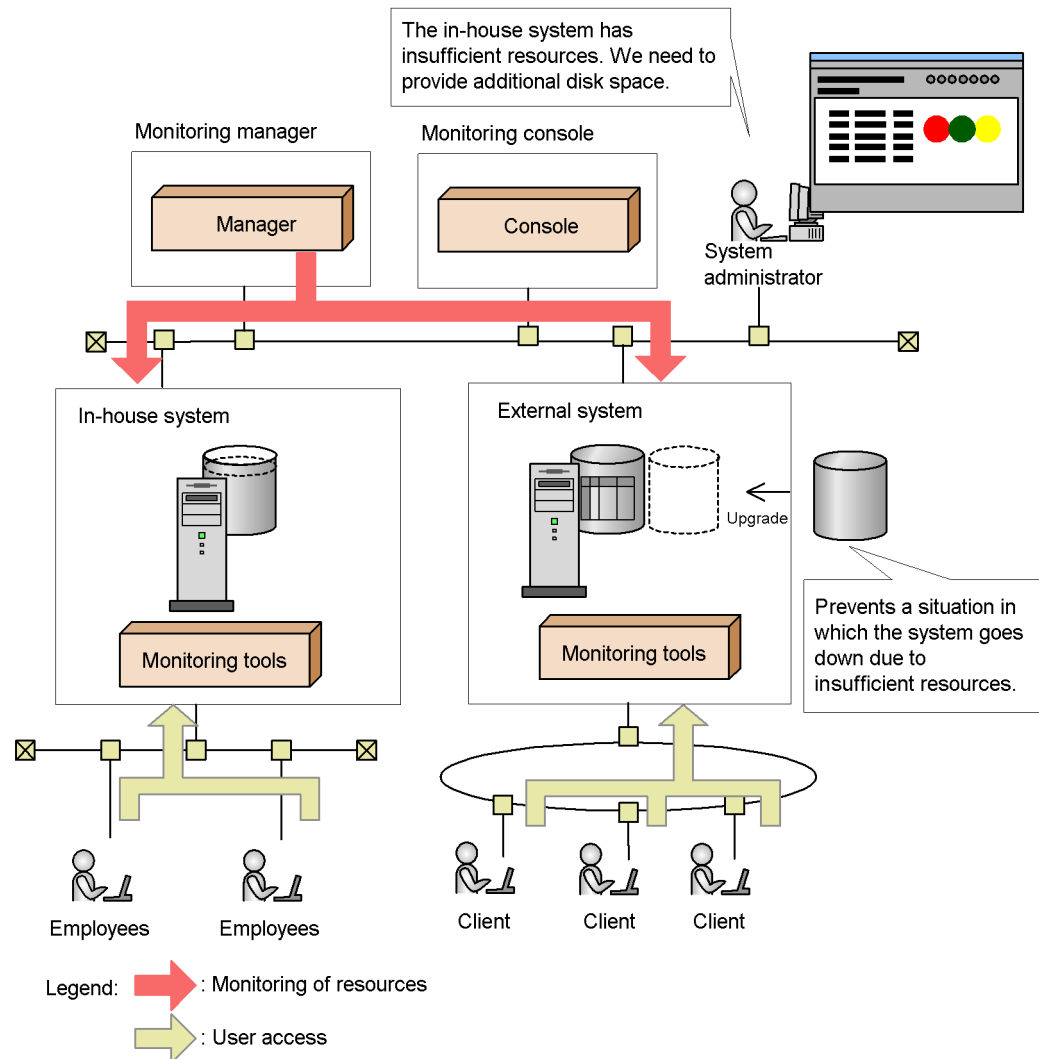 The in-house system has
insufficient resources. We need to
provide additional disk space.
Monitoring manager
Monitoring console
Manager
Console
System
administrator
In-house system
External system
Upgrade
Monitoring tools
Monitoring tools
Prevents a situation in
which the system goes
down due to
insufficient resources.
Employees
Employees
Client
Client
Client
Legend:
: Monitoring of resources
: User access